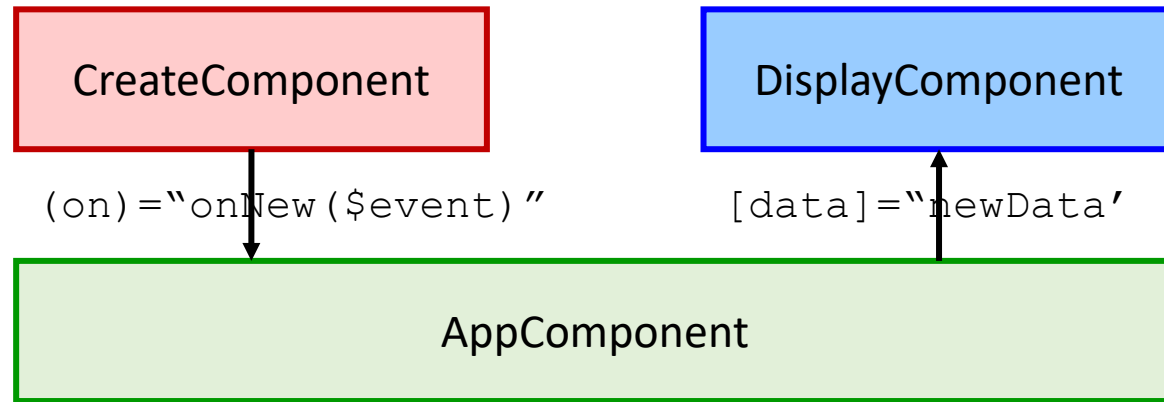 CreateComponent
DisplayComponent
(on)=“onNew($event)”
[data]=“newData’
AppComponent